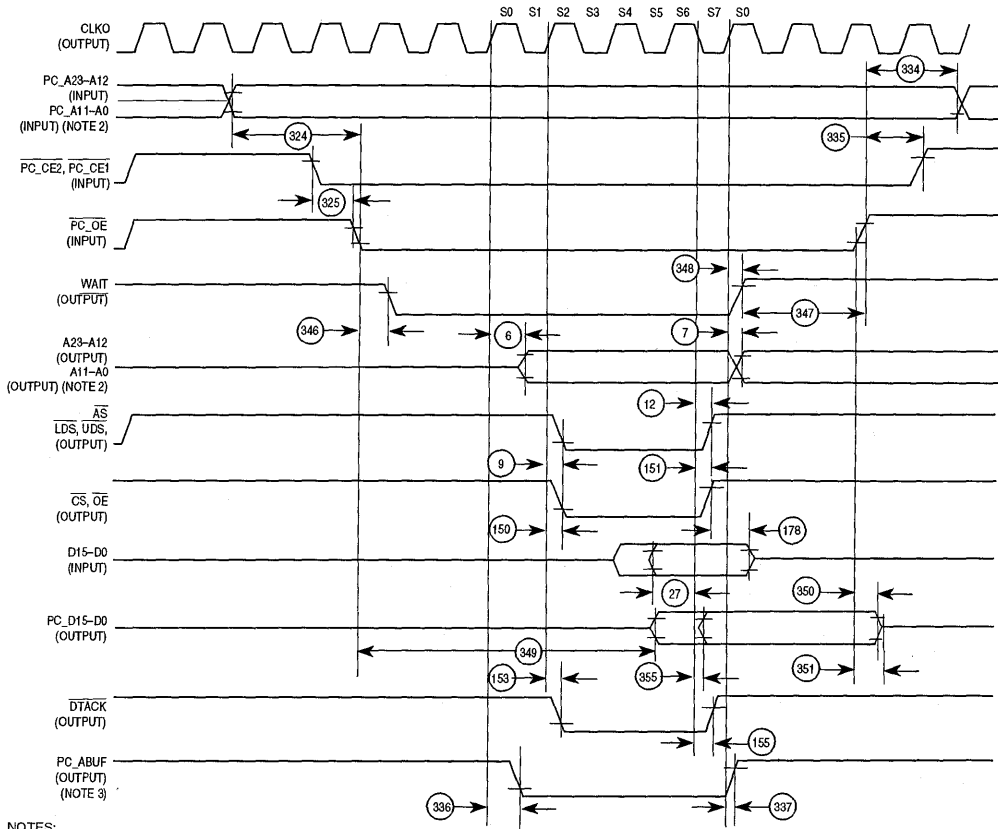 S0 S1 S2 S3 S4 S5 S6 S7 S0
CLKO
(OUTPUT)
334
PC_A23–A12
(INPUT)
PC_A11–A0
(INPUT) (NOTE 2)
324
335
PC_CE2, PC_CE1
(INPUT)
325
PC_OE
(INPUT)
348
WAIT
(OUTPUT)
347
346
6
7
A23–A12
(OUTPUT)
A11–A0
(OUTPUT) (NOTE 2)
12
AS
LDS, UDS,
(OUTPUT)
9
151
CS, OE
(OUTPUT)
150
178
D15–D0
(INPUT)
27
350
PC_D15–D0
(OUTPUT)
349
153
355
351
DTACK
(OUTPUT)
155
PC_ABUF
(OUTPUT)
(NOTE 3)
336
337
NOTES: